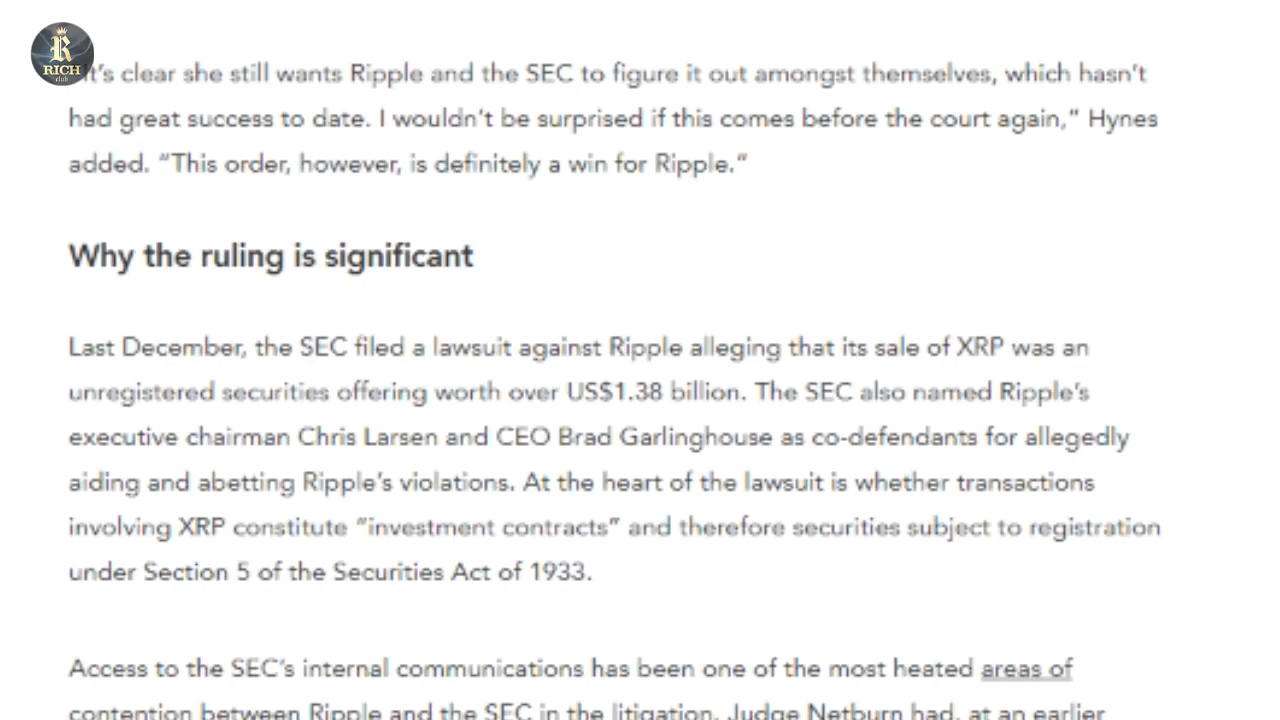 R
RICH
club
It's clear she still wants Ripple and the SEC to figure it out amongst themselves, which hasn't
had great success to date. I wouldn't be surprised if this comes before the court again,” Hynes
added. “This order, however, is definitely a win for Ripple.”
Why the ruling is significant
Last December, the SEC filed a lawsuit against Ripple alleging that its sale of XRP was an
unregistered securities offering worth over US$1.38 billion. The SEC also named Ripple's
executive chairman Chris Larsen and CEO Brad Garlinghouse as co-defendants for allegedly
aiding and abetting Ripple's violations. At the heart of the lawsuit is whether transactions
involving XRP constitute “investment contracts” and therefore securities subject to registration
under Section 5 of the Securities Act of 1933.
Access to the SEC's internal communications has been one of the most heated areas of
contention between Ripple and the SEC in the litigation. Judge Netburn had, at an earlier